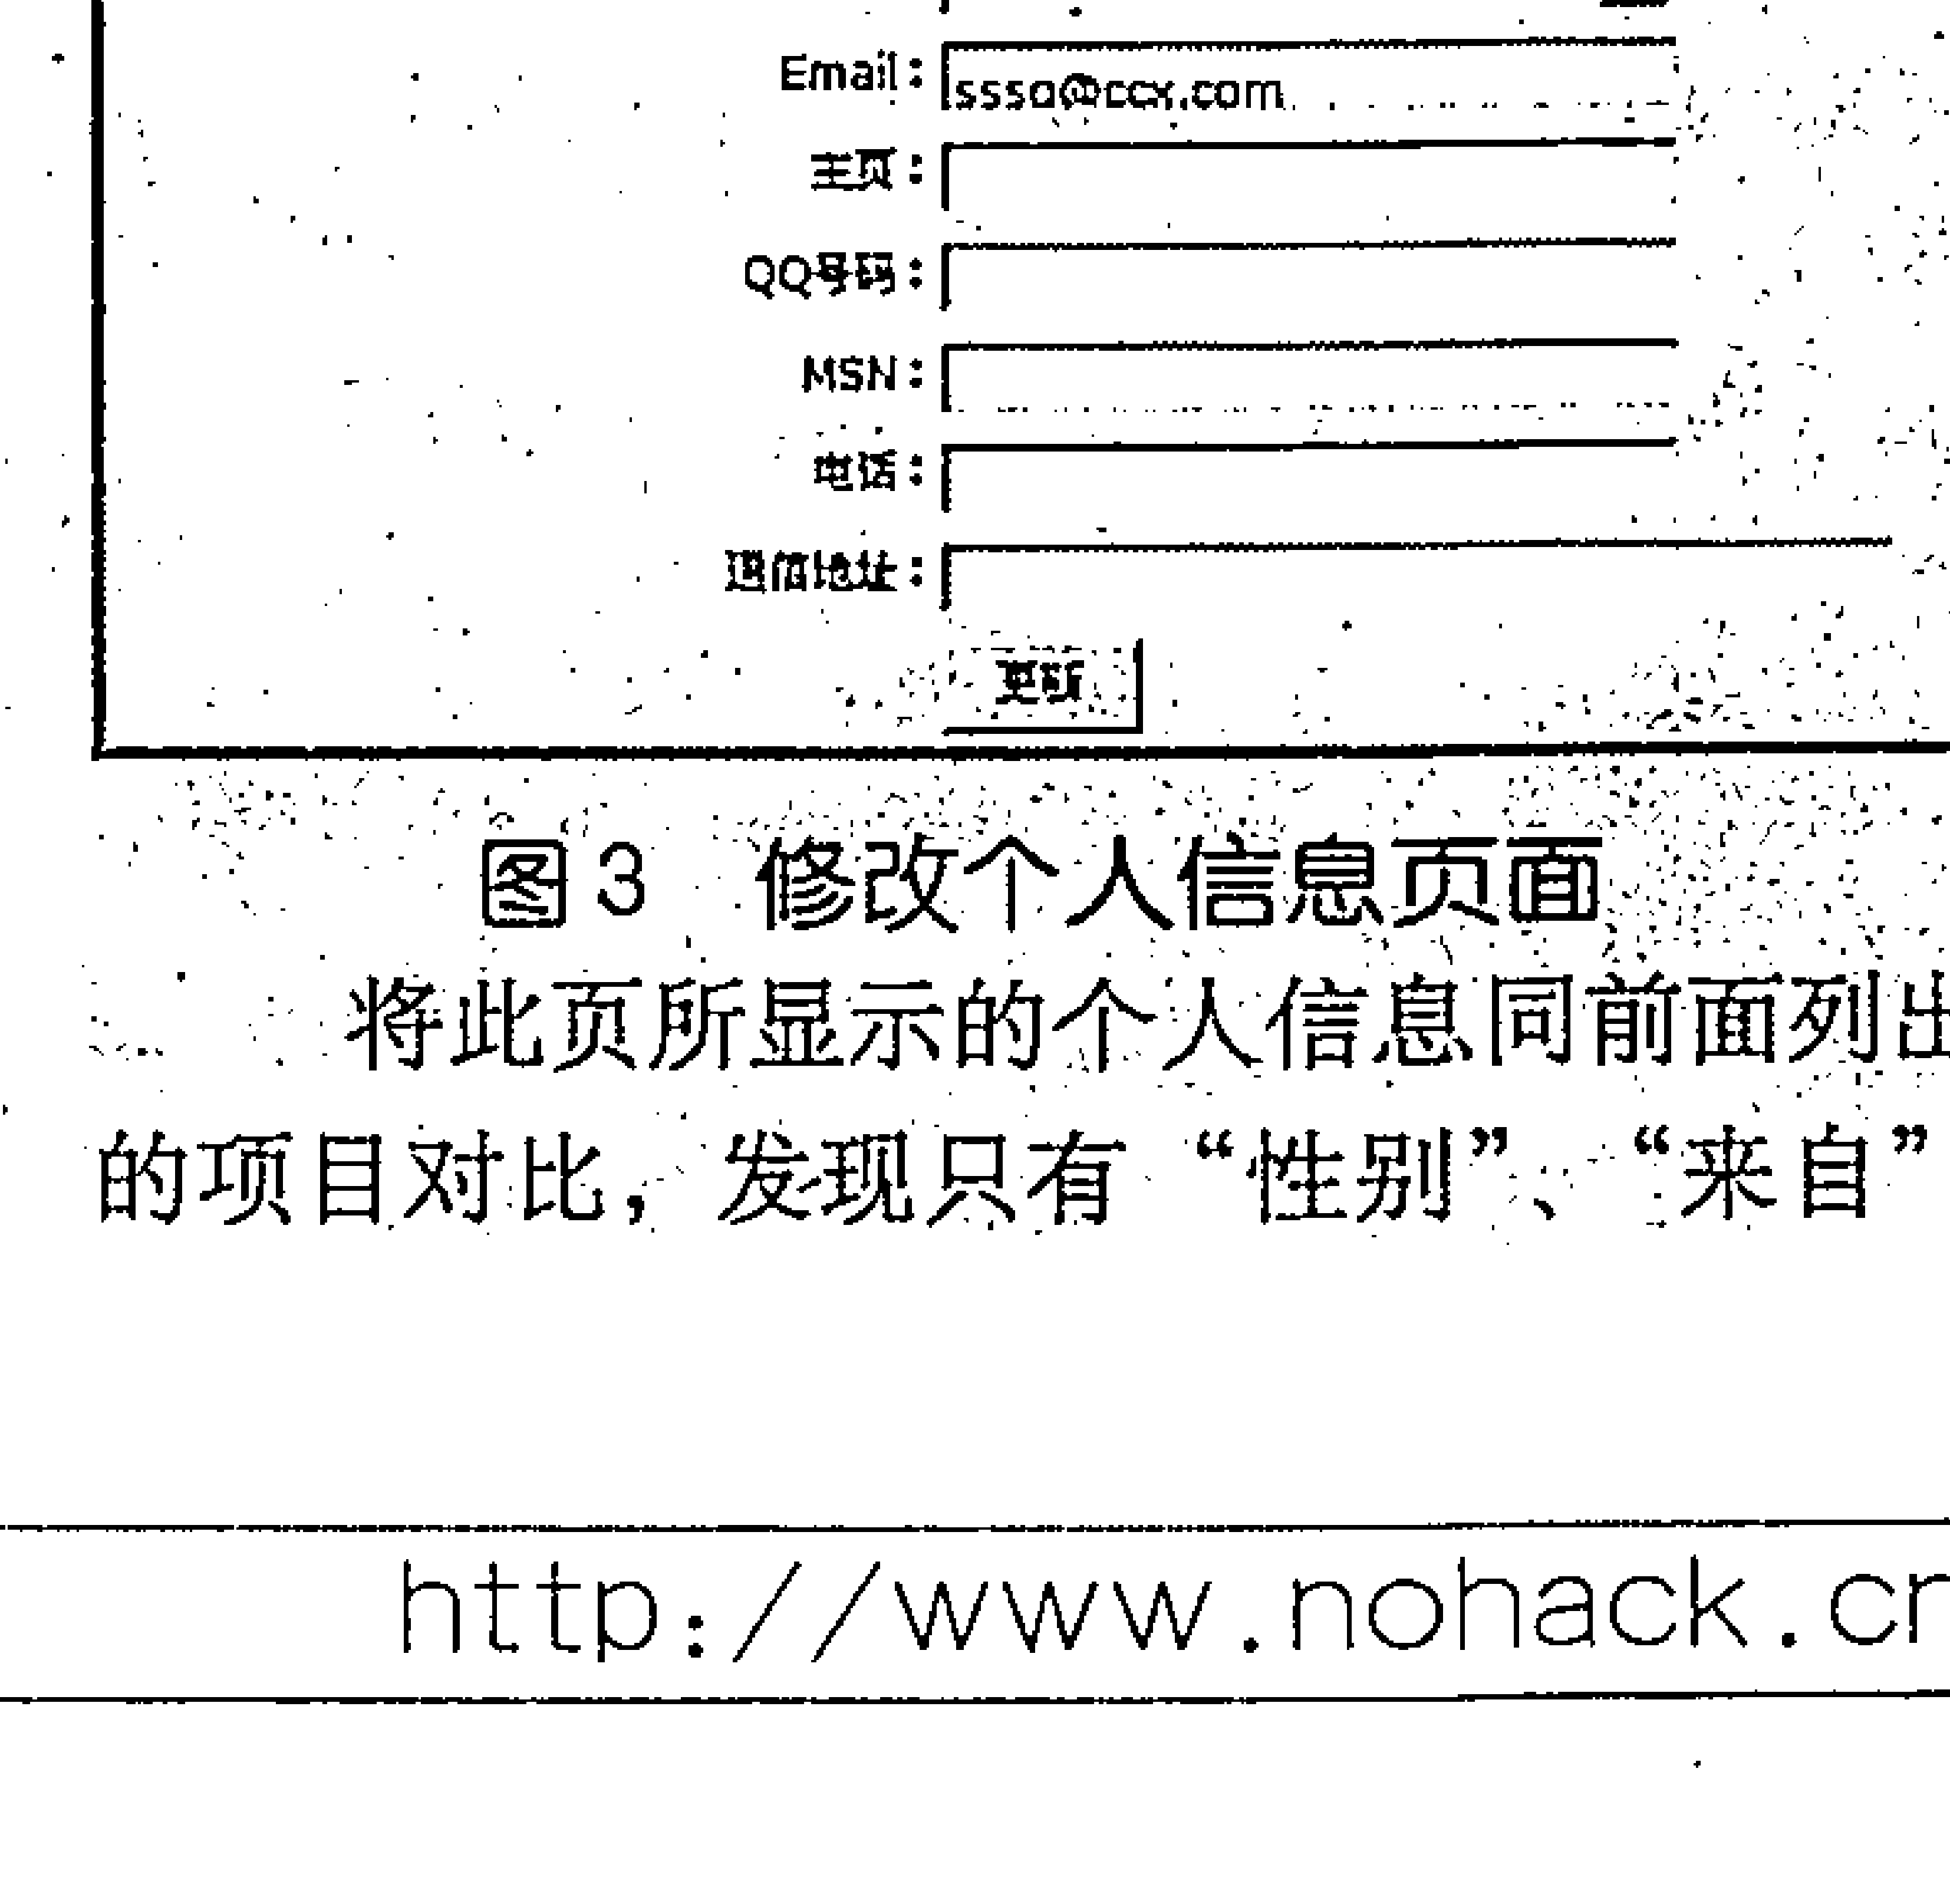 Email：sssa@ccx.com
主页：
QQ号码：
MSN：
电话：
通信地址：
更新
图3 修改个人信息页面
将此页所显示的个人信息同前面列出
的项目对比，发现只有“性别”、“来自”
http://www.nohack.cn